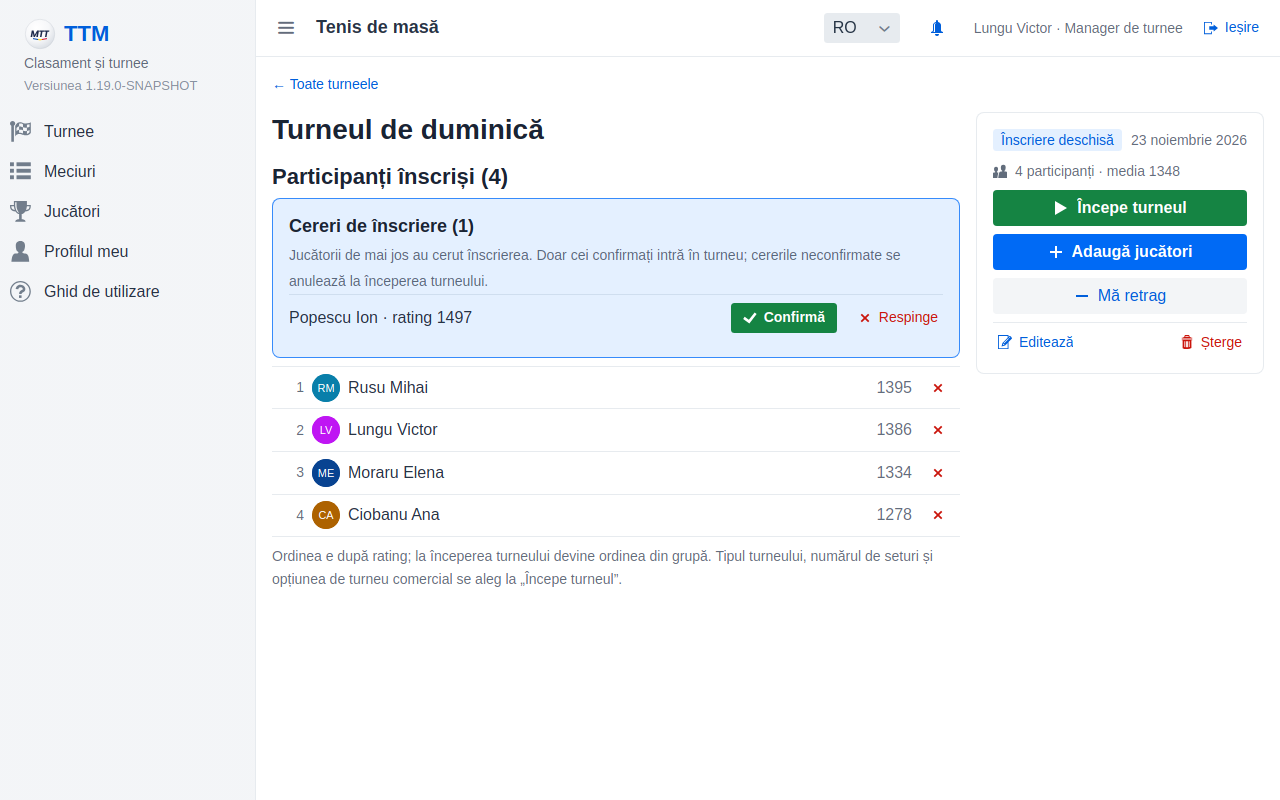 MTT
TTM
Clasament și turnee
Versiunea 1.19.0-SNAPSHOT
Turnee
Meciuri
Jucători
Profilul meu
Ghid de utilizare
Tenis de masă
RO
Lungu Victor · Manager de turnee
Ieșire
← Toate turneele
Turneul de duminică
Participanți înscriși (4)
Cereri de înscriere (1)
Jucătorii de mai jos au cerut înscrierea. Doar cei confirmați intră în turneu; cererile neconfirmate se
anulează la începerea turneului.
Popescu Ion · rating 1497
Confirmă
Respinge
1 RM Rusu Mihai 1395
2 LV Lungu Victor 1386
3 ME Moraru Elena 1334
4 CA Ciobanu Ana 1278
Ordinea e după rating; la începerea turneului devine ordinea din grupă. Tipul turneului, numărul de seturi și
opțiunea de turneu comercial se aleg la „Începe turneul”.
Înscriere deschisă 23 noiembrie 2026
4 participanți · media 1348
Începe turneul
Adaugă jucători
Mă retrag
Editează
Șterge